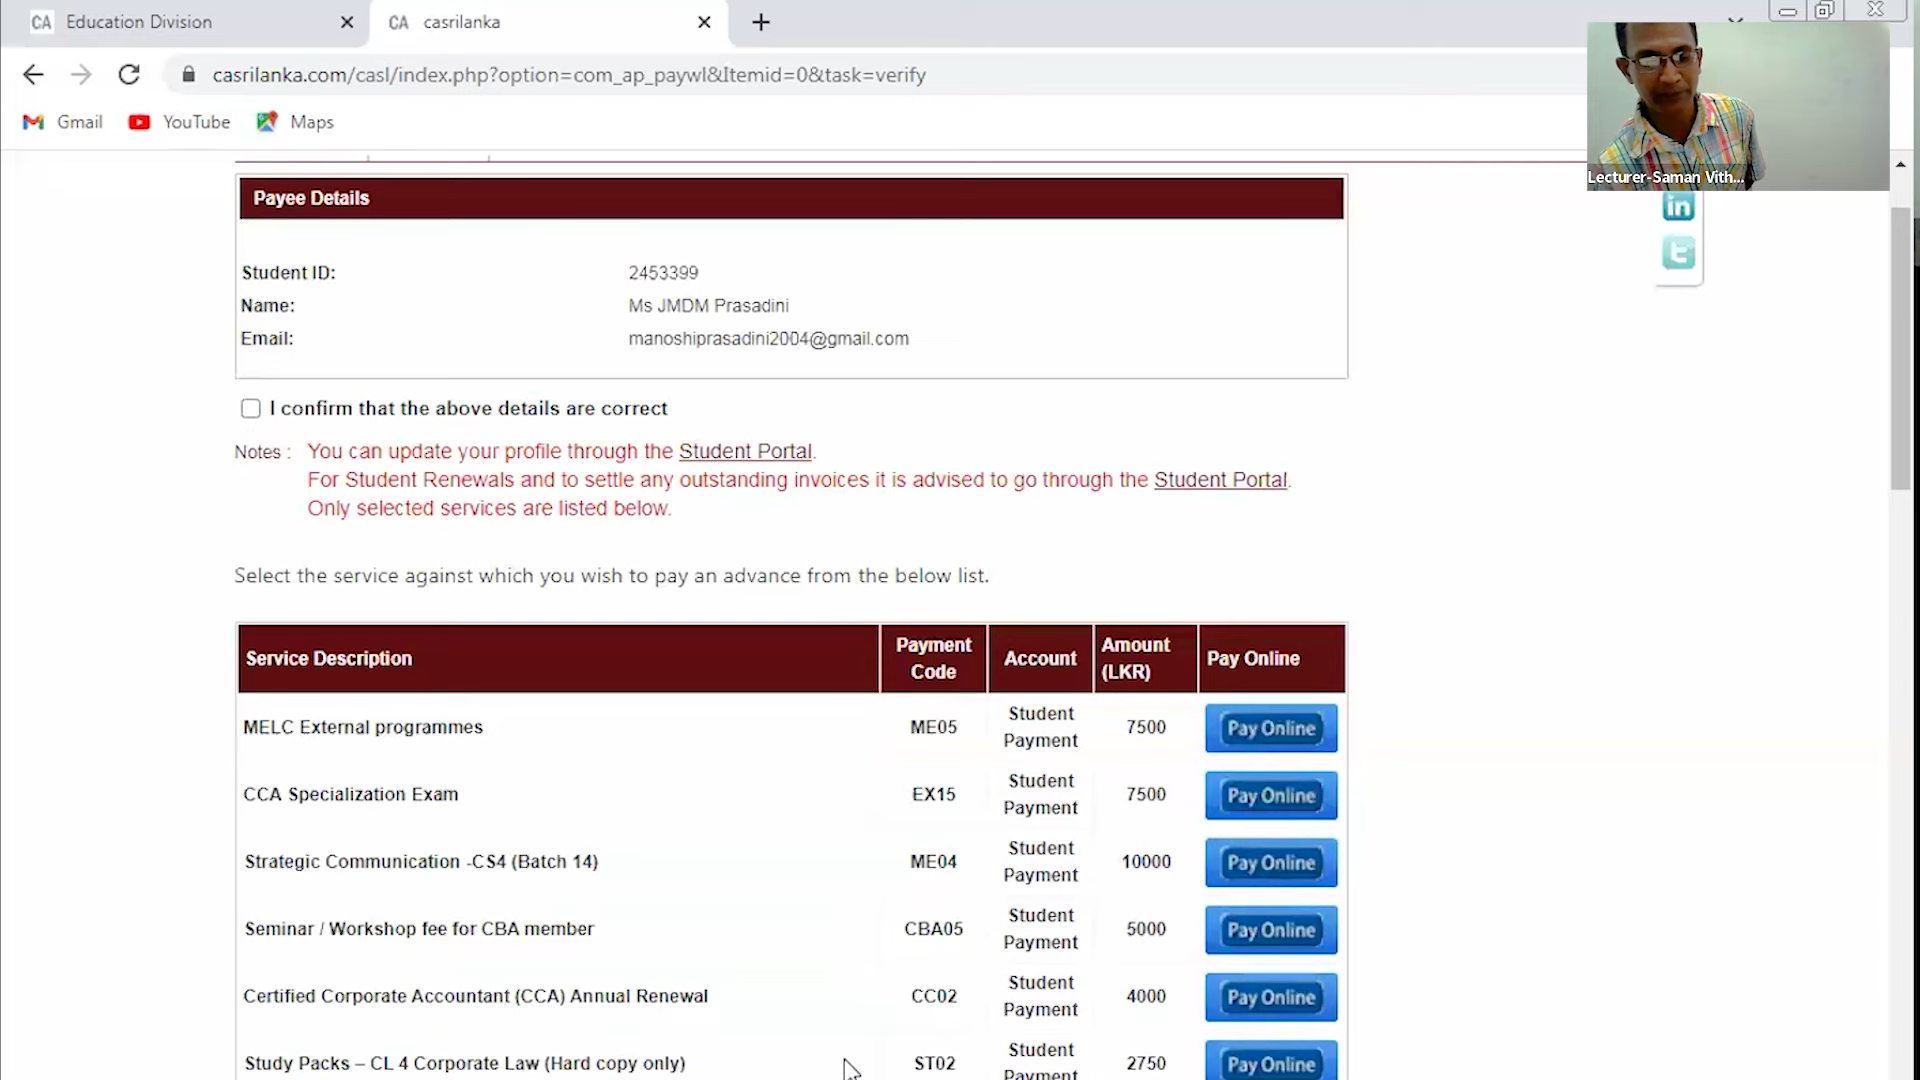 CA Education Division
CA casrilanka
casrilanka.com/casl/index.php?option=com_ap_paywl&Itemid=0&task=verify
Gmail YouTube Maps
Lecturer-Saman Vith...
in
t
Payee Details
Student ID: 2453399
Name: Ms JMDM Prasadini
Email: manoshiprasadini2004@gmail.com
I confirm that the above details are correct
Notes : You can update your profile through the Student Portal.
For Student Renewals and to settle any outstanding invoices it is advised to go through the Student Portal.
Only selected services are listed below.
Select the service against which you wish to pay an advance from the below list.
Service Description Payment Code Account Amount (LKR) Pay Online
MELC External programmes ME05 Student Payment 7500 Pay Online
CCA Specialization Exam EX15 Student Payment 7500 Pay Online
Strategic Communication -CS4 (Batch 14) ME04 Student Payment 10000 Pay Online
Seminar / Workshop fee for CBA member CBA05 Student Payment 5000 Pay Online
Certified Corporate Accountant (CCA) Annual Renewal CC02 Student Payment 4000 Pay Online
Study Packs – CL 4 Corporate Law (Hard copy only) ST02 Student Payment 2750 Pay Online